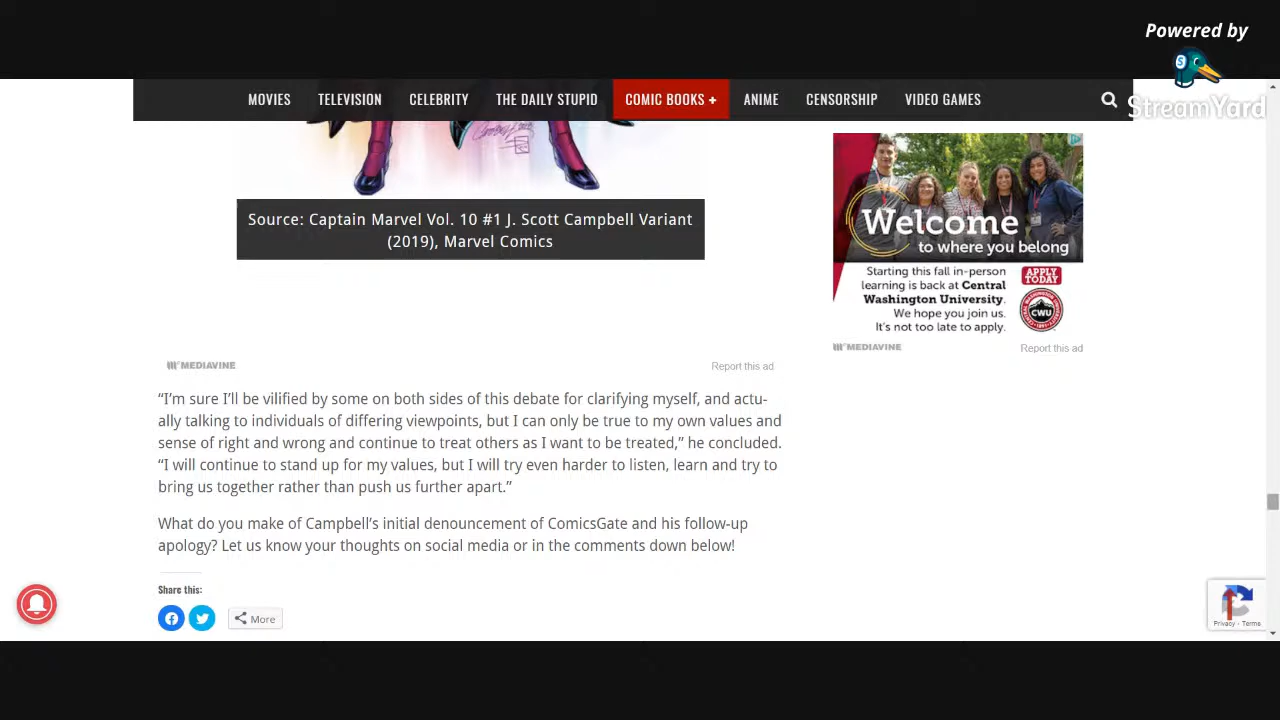 Powered by
StreamYard
MOVIES TELEVISION CELEBRITY THE DAILY STUPID COMIC BOOKS + ANIME CENSORSHIP VIDEO GAMES
Source: Captain Marvel Vol. 10 #1 J. Scott Campbell Variant
(2019), Marvel Comics
Welcome
to where you belong
Starting this fall in-person
learning is back at Central
Washington University.
We hope you join us.
It's not too late to apply.
APPLY
TODAY
CWU
MEDIAVINE
Report this ad
MEDIAVINE
Report this ad
“I’m sure I’ll be vilified by some on both sides of this debate for clarifying myself, and actu-
ally talking to individuals of differing viewpoints, but I can only be true to my own values and
sense of right and wrong and continue to treat others as I want to be treated,” he concluded.
“I will continue to stand up for my values, but I will try even harder to listen, learn and try to
bring us together rather than push us further apart.”
What do you make of Campbell’s initial denouncement of ComicsGate and his follow-up
apology? Let us know your thoughts on social media or in the comments down below!
Share this:
More
Privacy - Terms